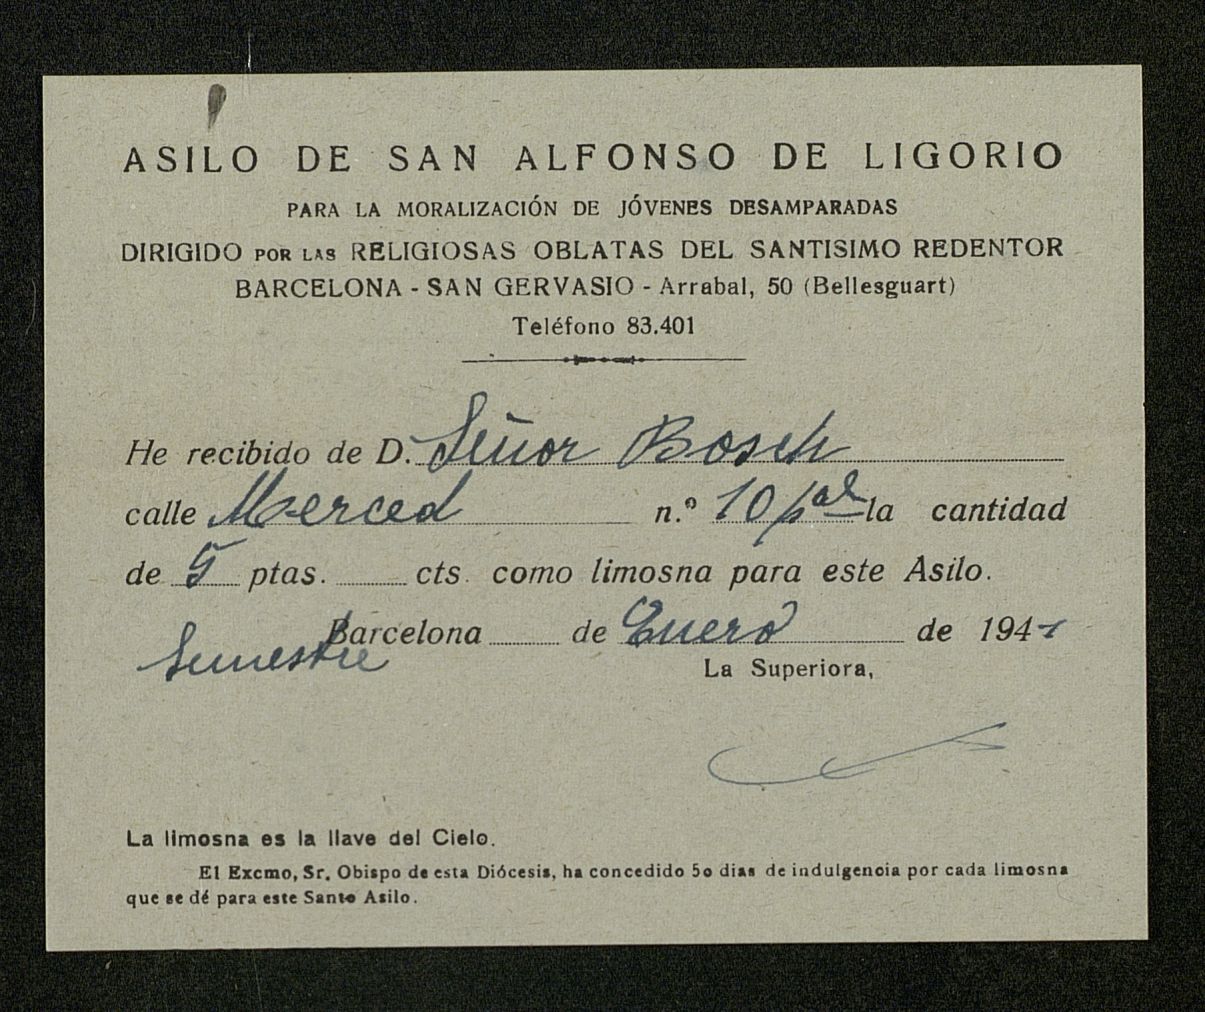 ASILO DE SAN ALFONSO DE LIGORIO
PARA LA MORALIZACIÓN DE JÓVENES DESAMPARADAS
DIRIGIDO POR LAS RELIGIOSAS OBLATAS DEL SANTISIMO REDENTOR
BARCELONA - SAN GERVASIO - Arrabal, 50 (Bellesguart)
Teléfono 83.401
He recibido de D. Señor Bosch
calle Merced n.º 10 pral la cantidad
de 5 ptas. cts. como limosna para este Asilo.
Barcelona de Enero de 1941
Semestre
La Superiora,
La limosna es la llave del Cielo.
El Excmo, Sr. Obispo de esta Diócesis, ha concedido 50 dias de indulgencia por cada limosna
que se dé para este Santo Asilo.